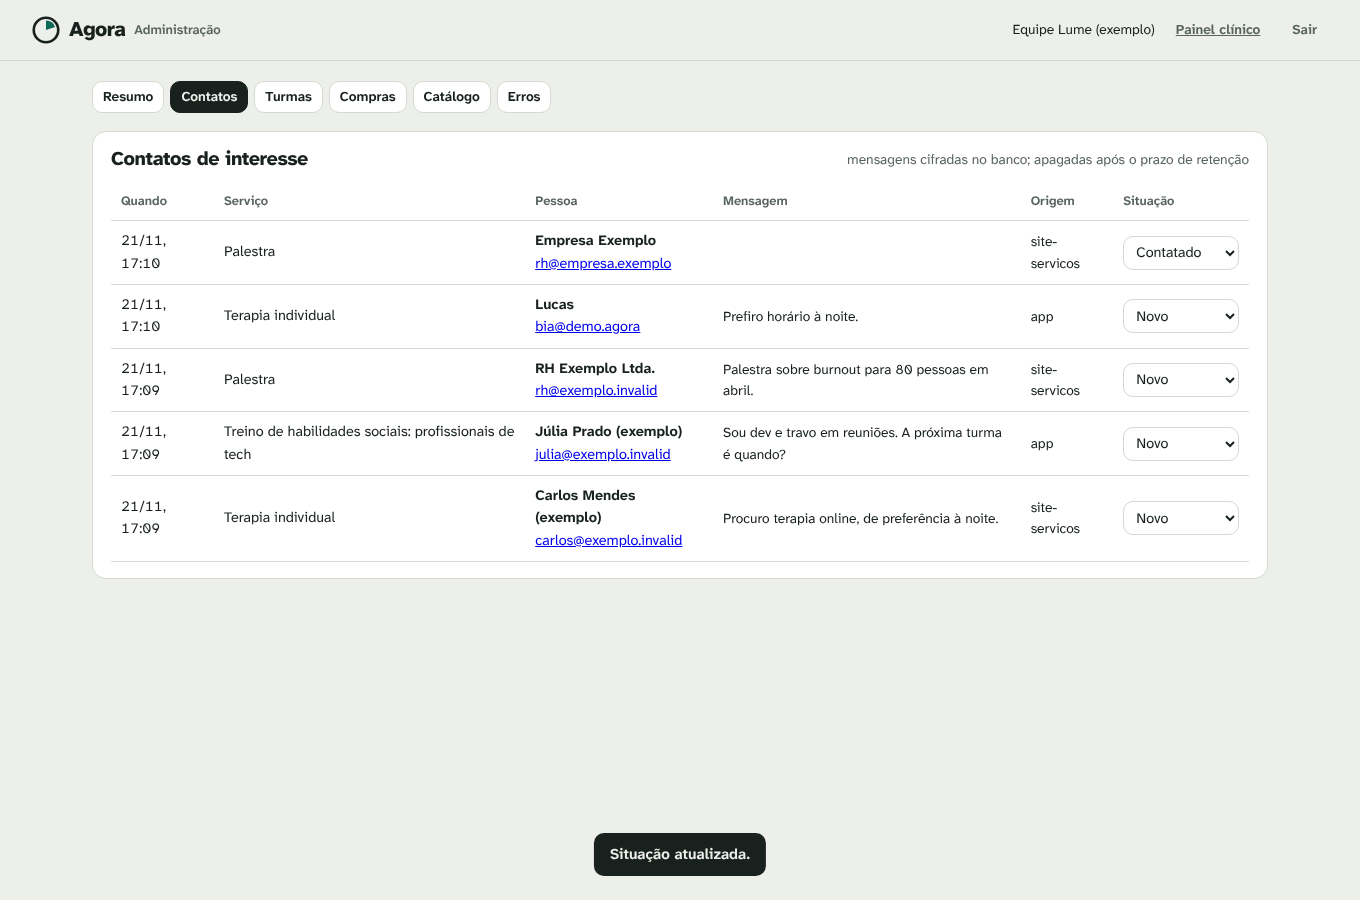 Agora Administração
Equipe Lume (exemplo) Painel clínico Sair
Resumo Contatos Turmas Compras Catálogo Erros
Contatos de interesse
mensagens cifradas no banco; apagadas após o prazo de retenção
Quando Serviço Pessoa Mensagem Origem Situação
21/11,
17:10
Palestra
Empresa Exemplo
rh@empresa.exemplo
site-
servicos
Contatado
21/11,
17:10
Terapia individual
Lucas
bia@demo.agora
Prefiro horário à noite.
app
Novo
21/11,
17:09
Palestra
RH Exemplo Ltda.
rh@exemplo.invalid
Palestra sobre burnout para 80 pessoas em
abril.
site-
servicos
Novo
21/11,
17:09
Treino de habilidades sociais: profissionais de
tech
Júlia Prado (exemplo)
julia@exemplo.invalid
Sou dev e travo em reuniões. A próxima turma
é quando?
app
Novo
21/11,
17:09
Terapia individual
Carlos Mendes
(exemplo)
carlos@exemplo.invalid
Procuro terapia online, de preferência à noite.
site-
servicos
Novo
Situação atualizada.